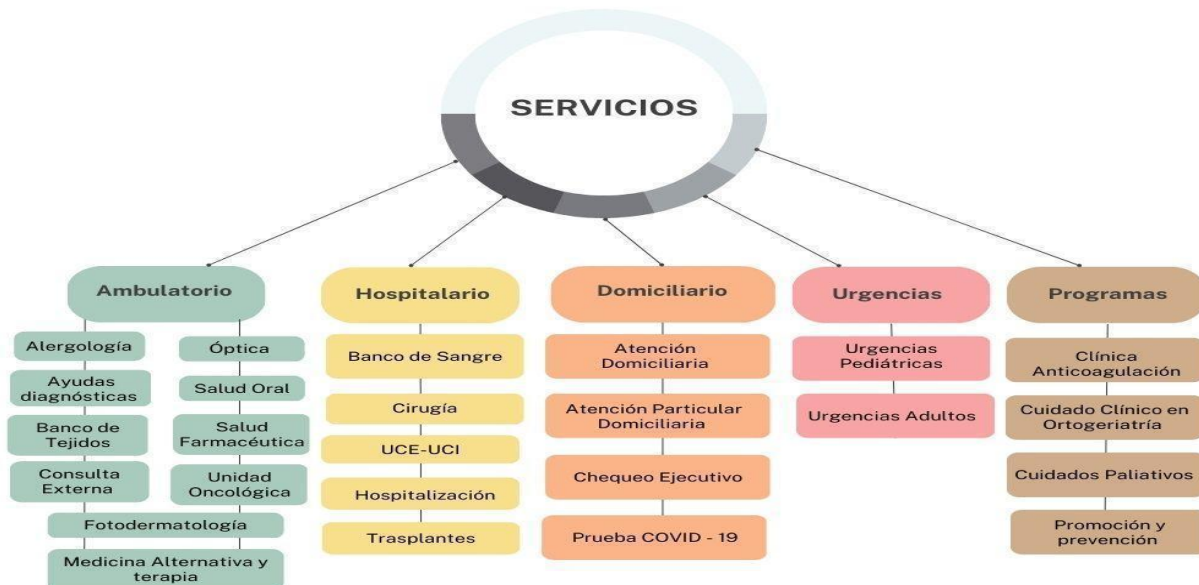 SERVICIOS
Ambulatorio
Alergología
Ayudas
diagnósticas
Banco de
Tejidos
Consulta
Externa
Óptica
Salud Oral
Salud
Farmacéutica
Unidad
Oncológica
Fotodermatología
Medicina Alternativa y
terapia
Hospitalario
Banco de Sangre
Cirugía
UCE-UCI
Hospitalización
Trasplantes
Domiciliario
Atención
Domiciliaria
Atención Particular
Domiciliaria
Chequeo Ejecutivo
Prueba COVID - 19
Urgencias
Urgencias
Pediátricas
Urgencias Adultos
Programas
Clínica
Anticoagulación
Cuidado Clínico en
Ortogeriatría
Cuidados Paliativos
Promoción y
prevención